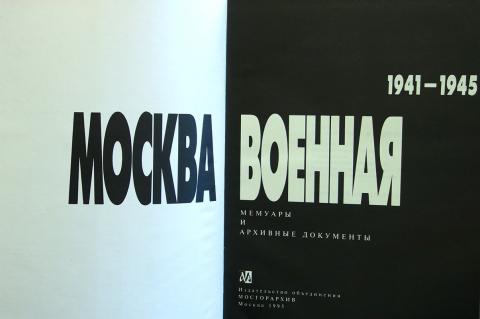 1941–1945
МОСКВА ВОЕННАЯ
МЕМУАРЫ
И
АРХИВНЫЕ ДОКУМЕНТЫ
Издательство объединения
МОСГОРАРХИВ
Москва 1995